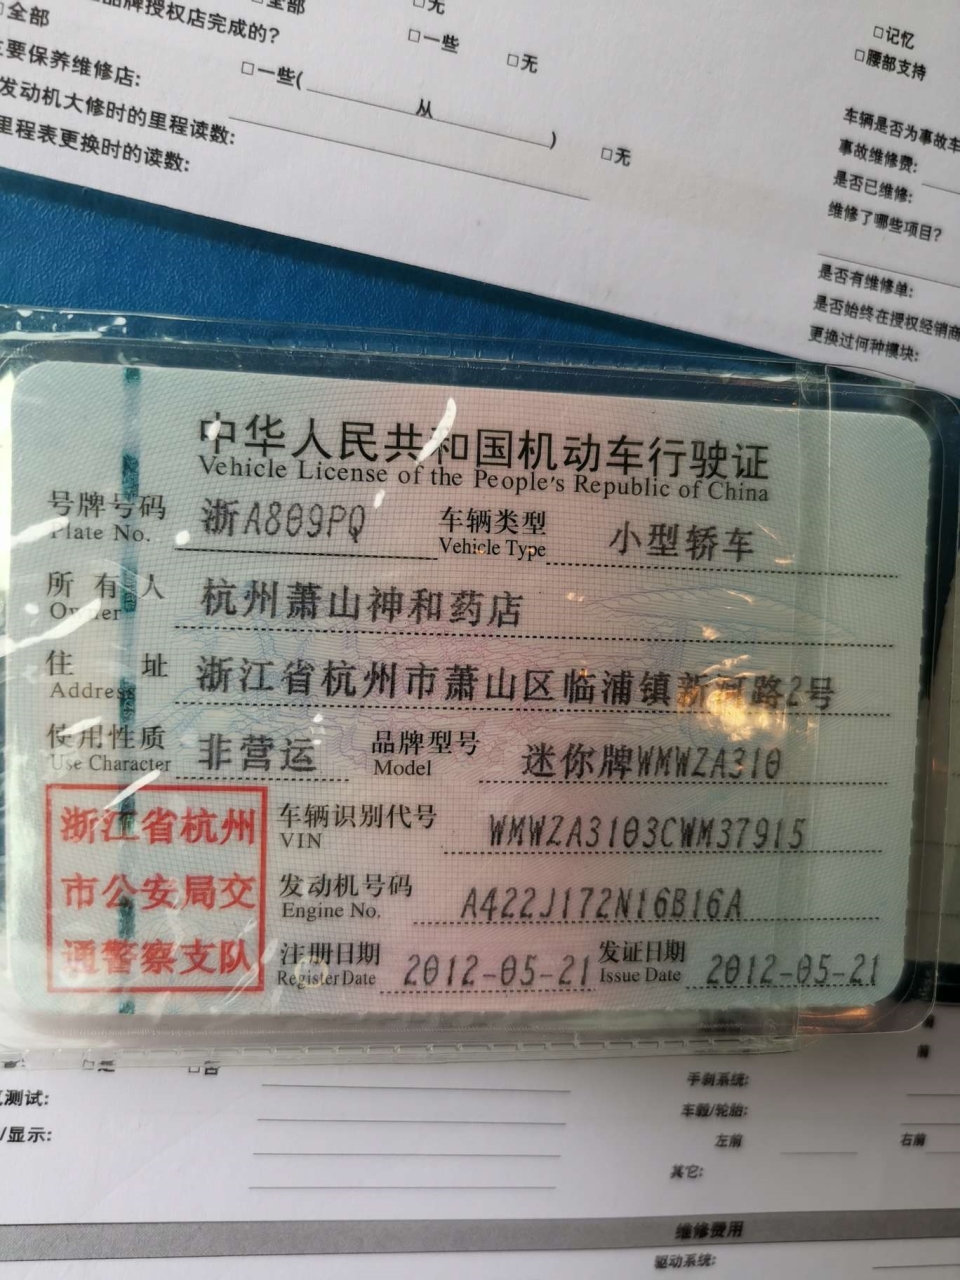 □全部
□无
品牌授权店完成的?
□一些
□无
□全部
主要保养维修店:
□一些(
从
)
□无
发动机大修时的里程读数:
里程表更换时的读数:
□记忆
□腰部支持
车辆是否为事故车
事故维修费:
是否已维修:
维修了哪些项目?
是否有维修单:
是否始终在授权经销商
更换过何种模块:
中华人民共和国机动车行驶证
Vehicle License of the People's Republic of China
号牌号码 浙A809PQ 车辆类型 小型轿车
Plate No. Vehicle Type
所有人 杭州萧山神和药店
Owner
住址 浙江省杭州市萧山区临浦镇新河路2号
Address
使用性质 非营运 品牌型号 迷你牌WMWZA310
Use Character Model
浙江省杭州
市公安局交
通警察支队
车辆识别代号 WMWZA3103CWM37915
VIN
发动机号码 A422J172N16B16A
Engine No.
注册日期 2012-05-21 发证日期 2012-05-21
Register Date Issue Date
□是 □否
测试:
/显示:
手刹系统:
车毂/轮胎:
左前 右前
其它:
维修费用
驱动系统: